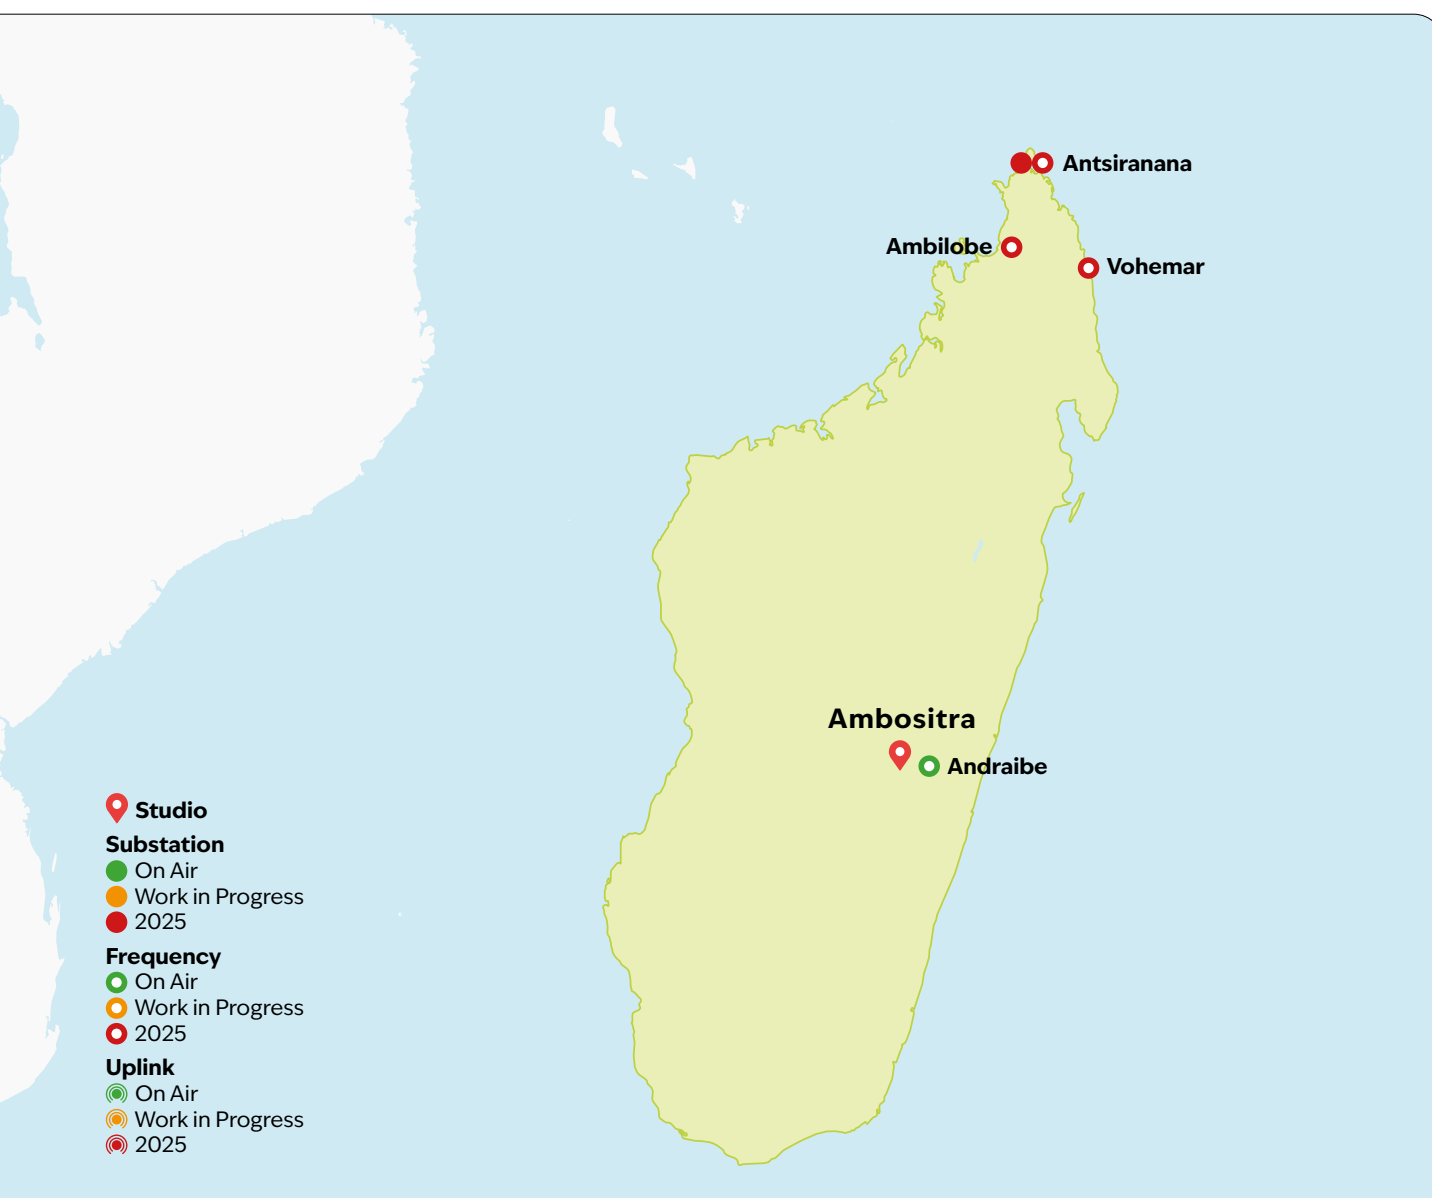 Antsiranana
Ambilobe
Vohemar
Ambositra
Andraibe
Studio
Substation
On Air
Work in Progress
2025
Frequency
On Air
Work in Progress
2025
Uplink
On Air
Work in Progress
2025